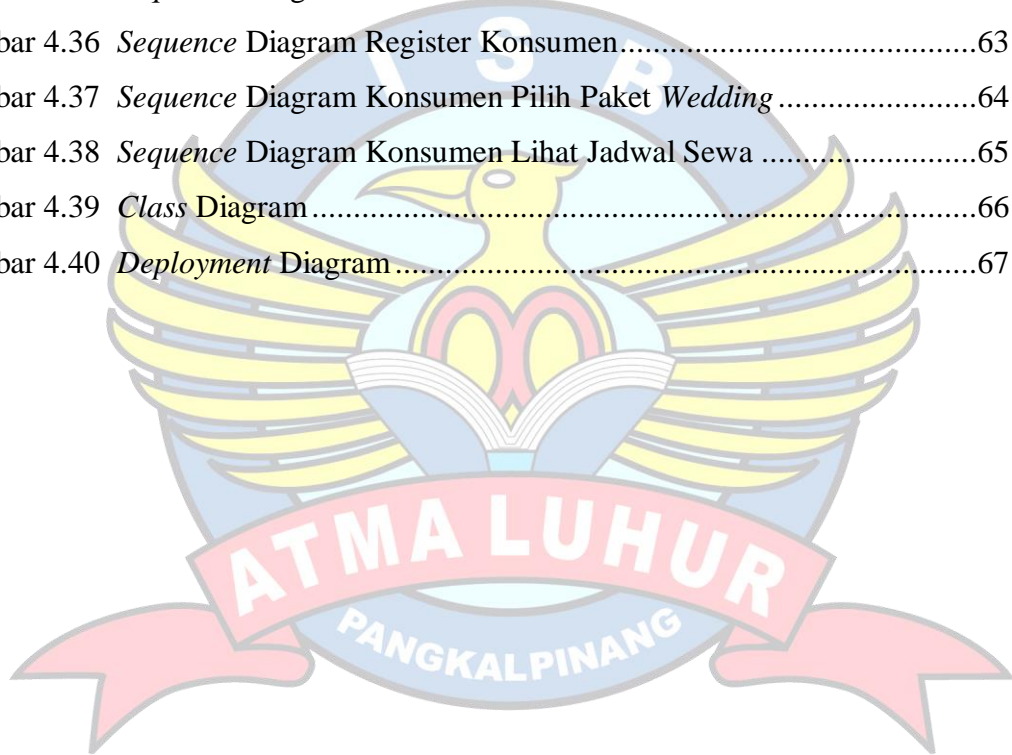 bar 4.36 Sequence Diagram Register Konsumen....................................63
bar 4.37 Sequence Diagram Konsumen Pilih Paket Wedding....................64
bar 4.38 Sequence Diagram Konsumen Lihat Jadwal Sewa ......................65
bar 4.39 Class Diagram...........................................................................66
bar 4.40 Deployment Diagram................................................................67
ISB
ATMA LUHUR
PANGKALPINANG